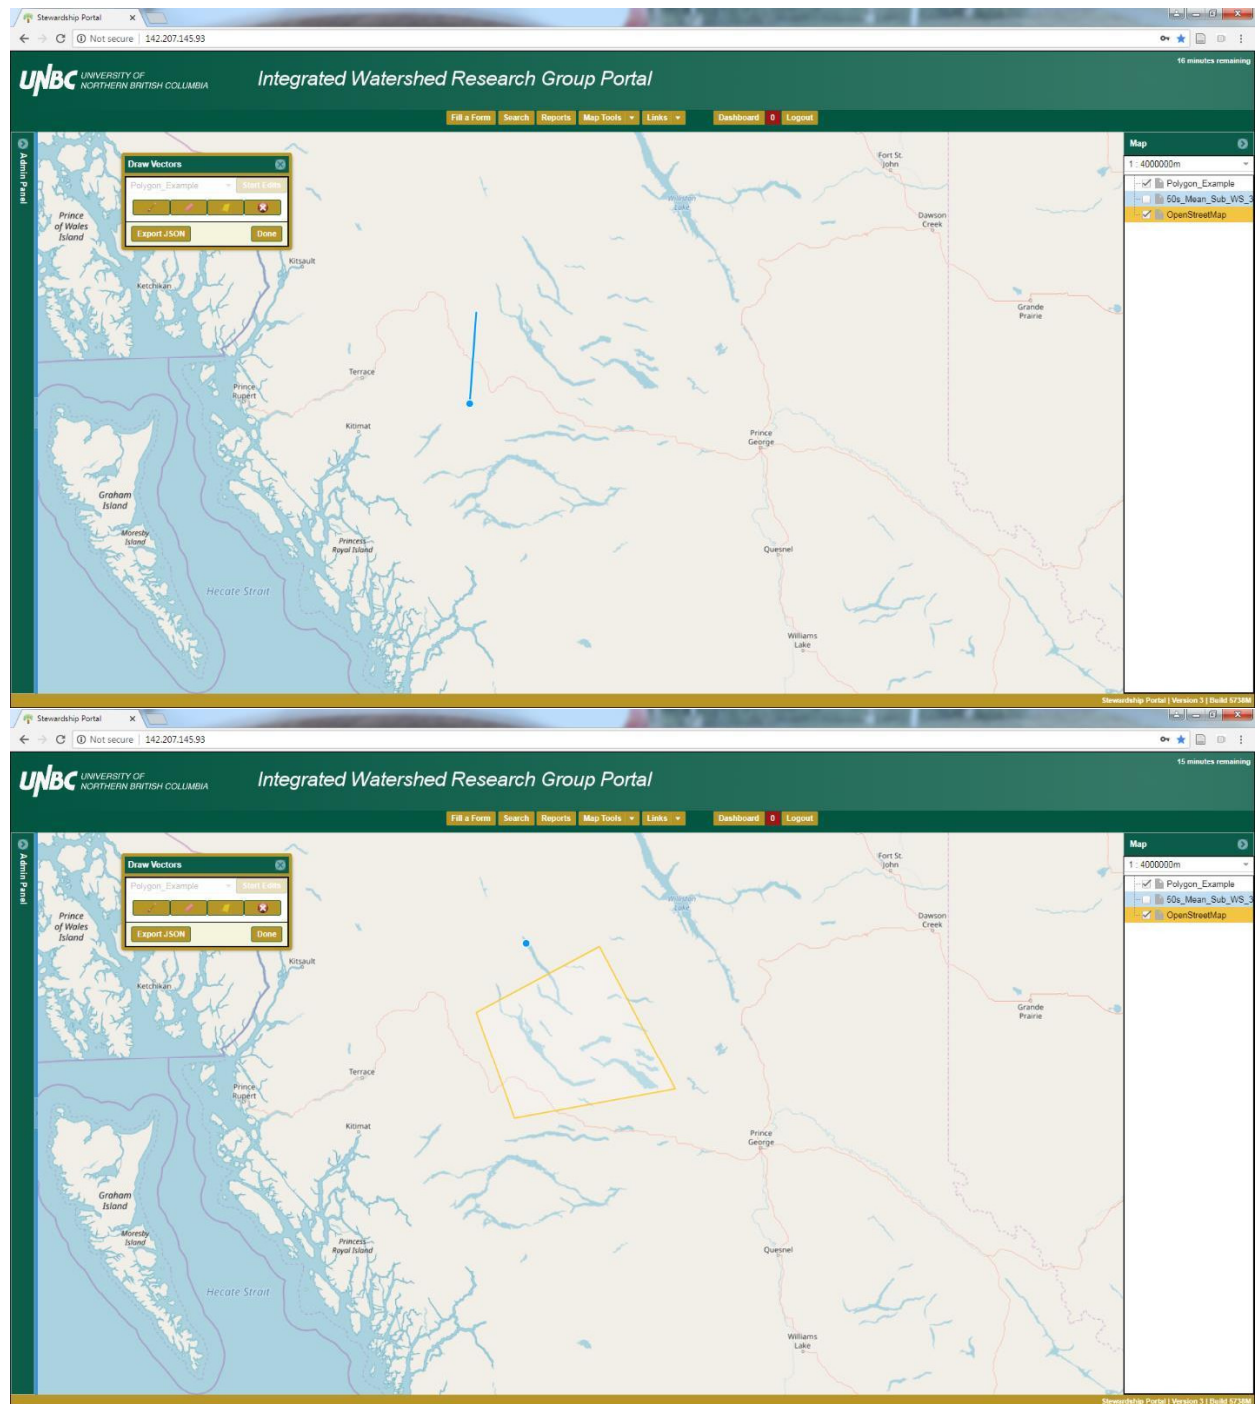 Stewardship Portal
Not secure | 142.207.145.93
16 minutes remaining
UNBC UNIVERSITY OF NORTHERN BRITISH COLUMBIA
Integrated Watershed Research Group Portal
Fill a Form Search Reports Map Tools Links Dashboard 0 Logout
Admin Panel
Draw Vectors
Polygon_Example Start Edits
Export JSON Done
Map
1 : 4000000m
Polygon_Example
50s_Mean_Sub_WS_3
OpenStreetMap
Fort St. John
Williston Lake
Dawson Creek
Prince of Wales Island
Kitsault
Ketchikan
Grande Prairie
Terrace
Prince Rupert
Kitimat
Prince George
Graham Island
Moresby Island
Princess Royal Island
Quesnel
Hecate Strait
Williams Lake
Stewardship Portal | Version 3 | Build 6738M
Stewardship Portal
Not secure | 142.207.145.93
15 minutes remaining
UNBC UNIVERSITY OF NORTHERN BRITISH COLUMBIA
Integrated Watershed Research Group Portal
Fill a Form Search Reports Map Tools Links Dashboard 0 Logout
Admin Panel
Draw Vectors
Polygon_Example Start Edits
Export JSON Done
Map
1 : 4000000m
Polygon_Example
50s_Mean_Sub_WS_3
OpenStreetMap
Fort St. John
Williston Lake
Dawson Creek
Prince of Wales Island
Kitsault
Ketchikan
Grande Prairie
Terrace
Prince Rupert
Kitimat
Prince George
Graham Island
Moresby Island
Princess Royal Island
Quesnel
Hecate Strait
Williams Lake
Stewardship Portal | Version 3 | Build 6738M